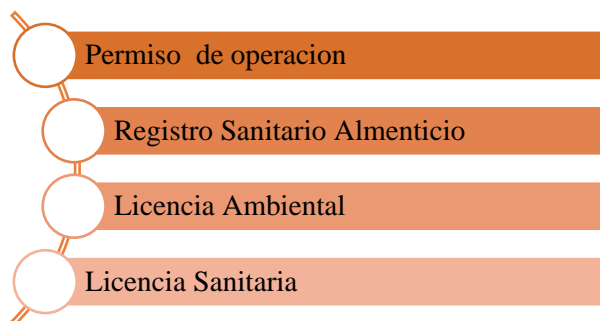 Permiso  de operacion
Registro Sanitario Almenticio
Licencia Ambiental
Licencia Sanitaria